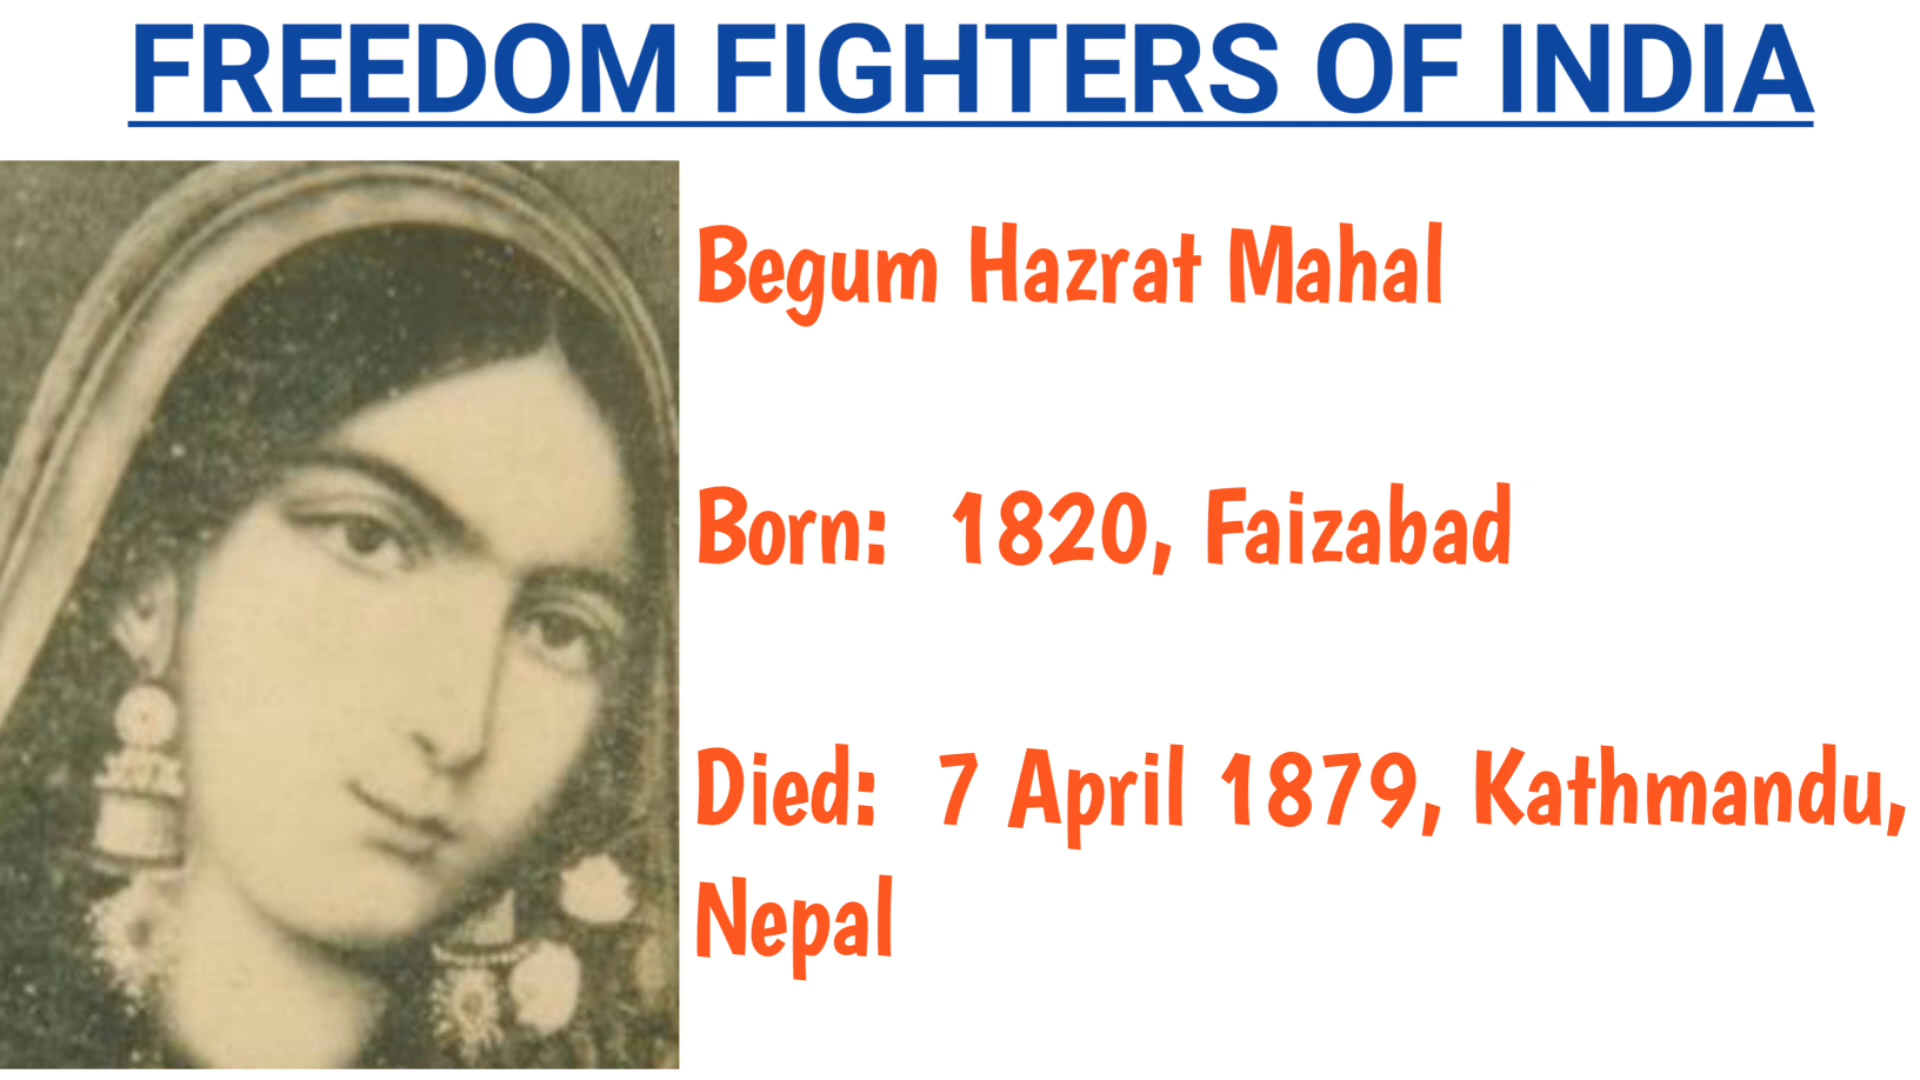 FREEDOM FIGHTERS OF INDIA
Begum Hazrat Mahal
Born: 1820, Faizabad
Died: 7 April 1879, Kathmandu,
Nepal